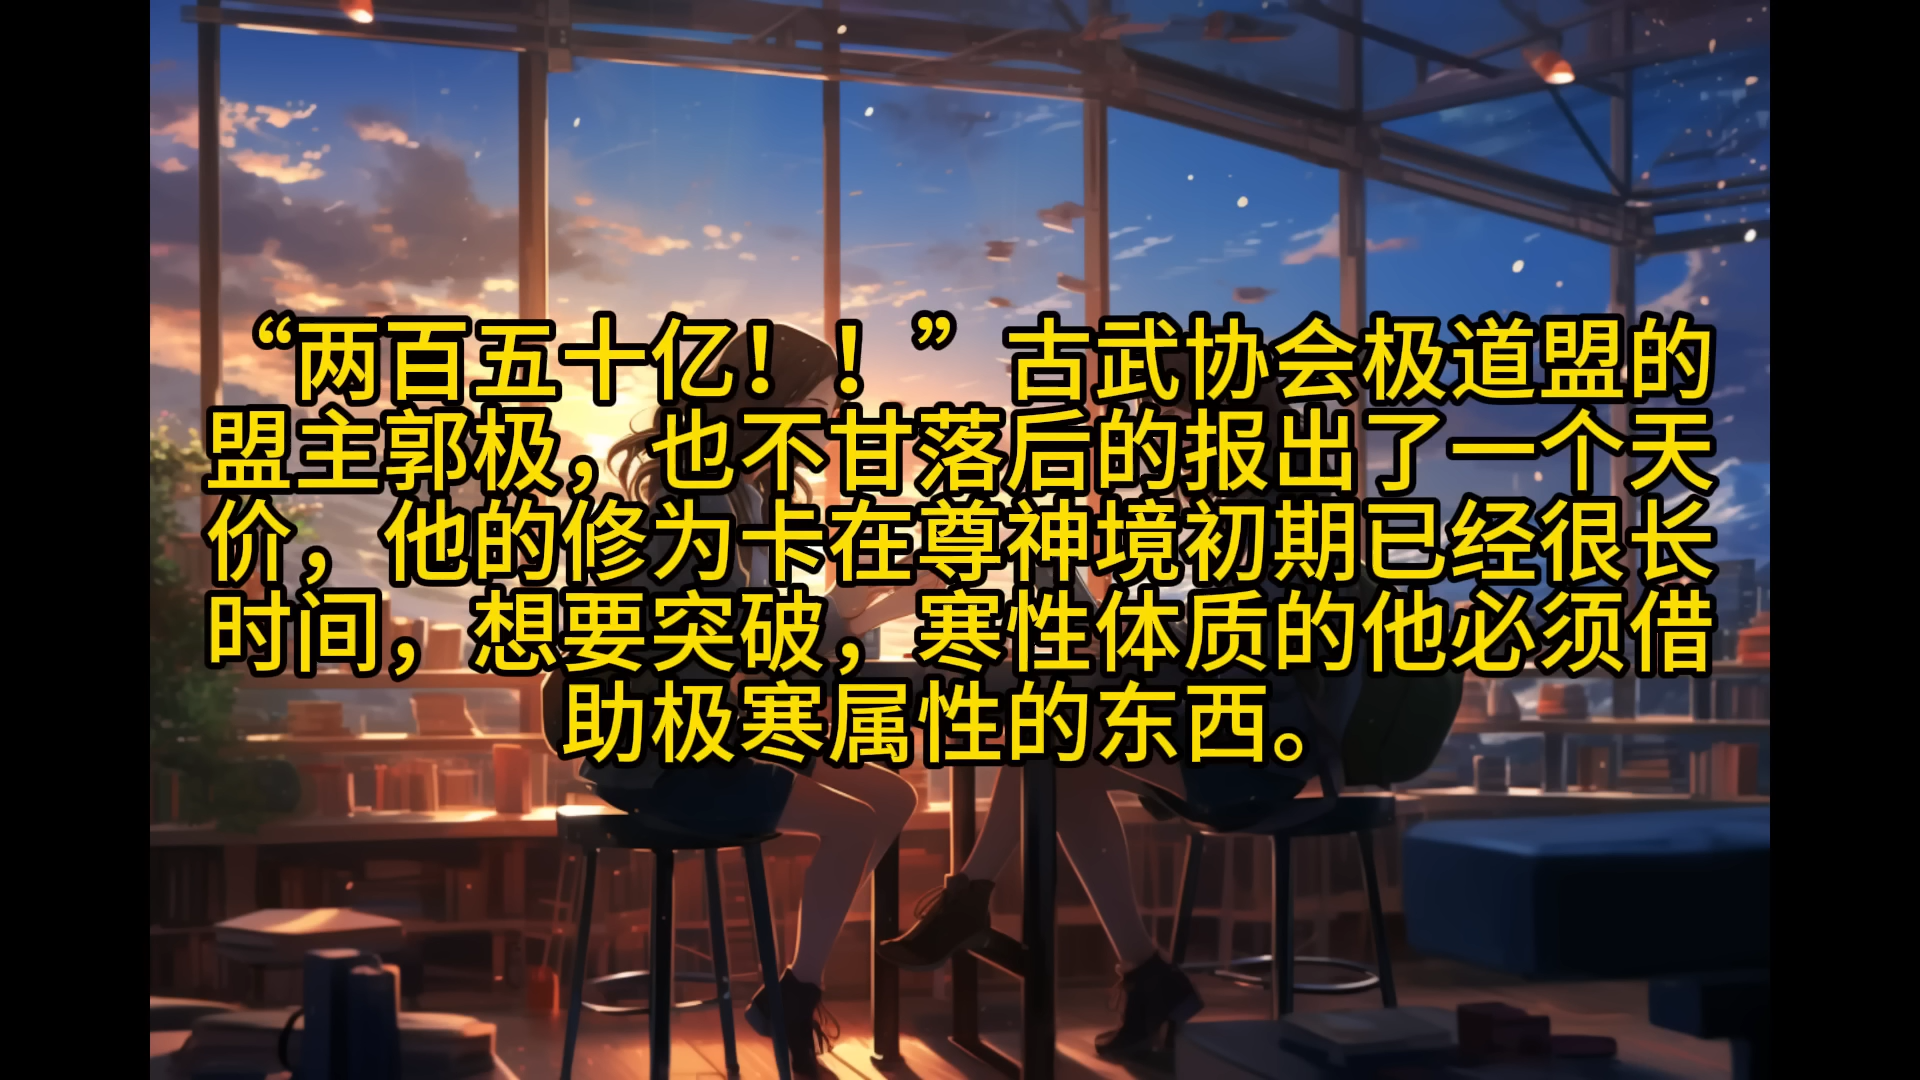 “两百五十亿！！”古武协会极道盟的
盟主郭极，也不甘落后的报出了一个天
价，他的修为卡在尊神境初期已经很长
时间，想要突破，寒性体质的他必须借
助极寒属性的东西。